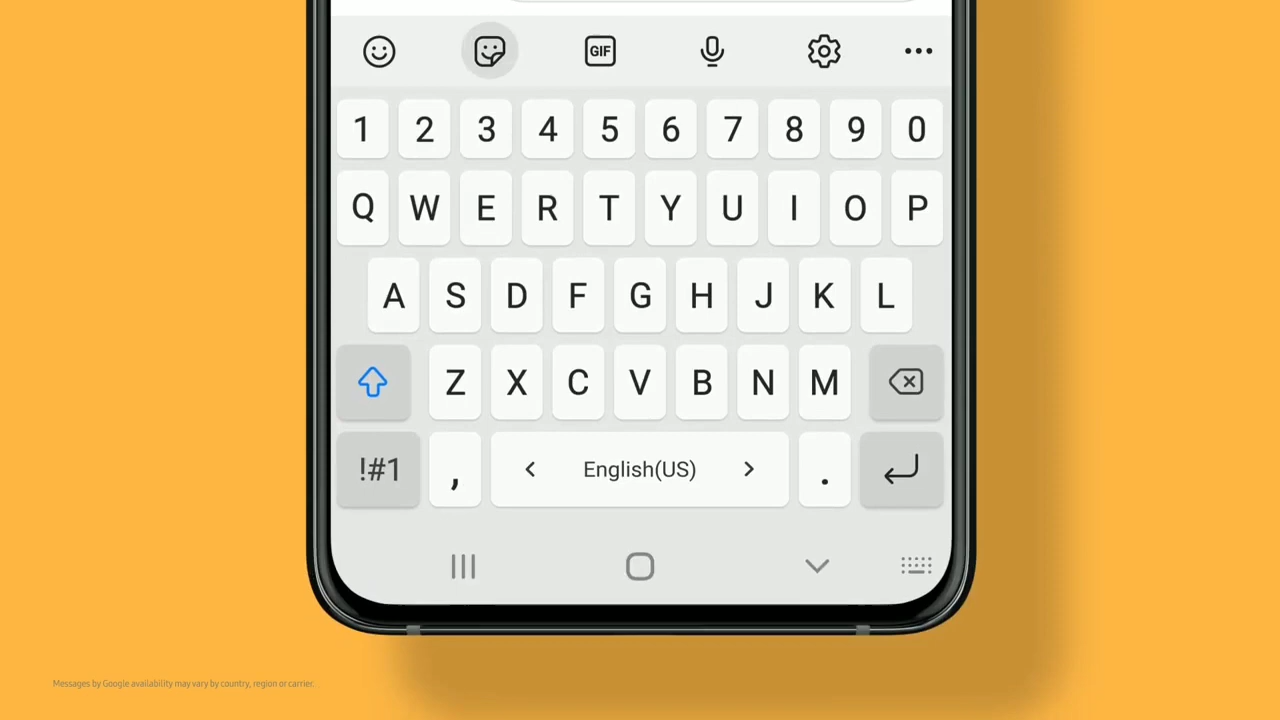 GIF
1 2 3 4 5 6 7 8 9 0
Q W E R T Y U I O P
A S D F G H J K L
Z X C V B N M
!#1 , < English(US) > .
Messages by Google availability may vary by country, region or carrier.